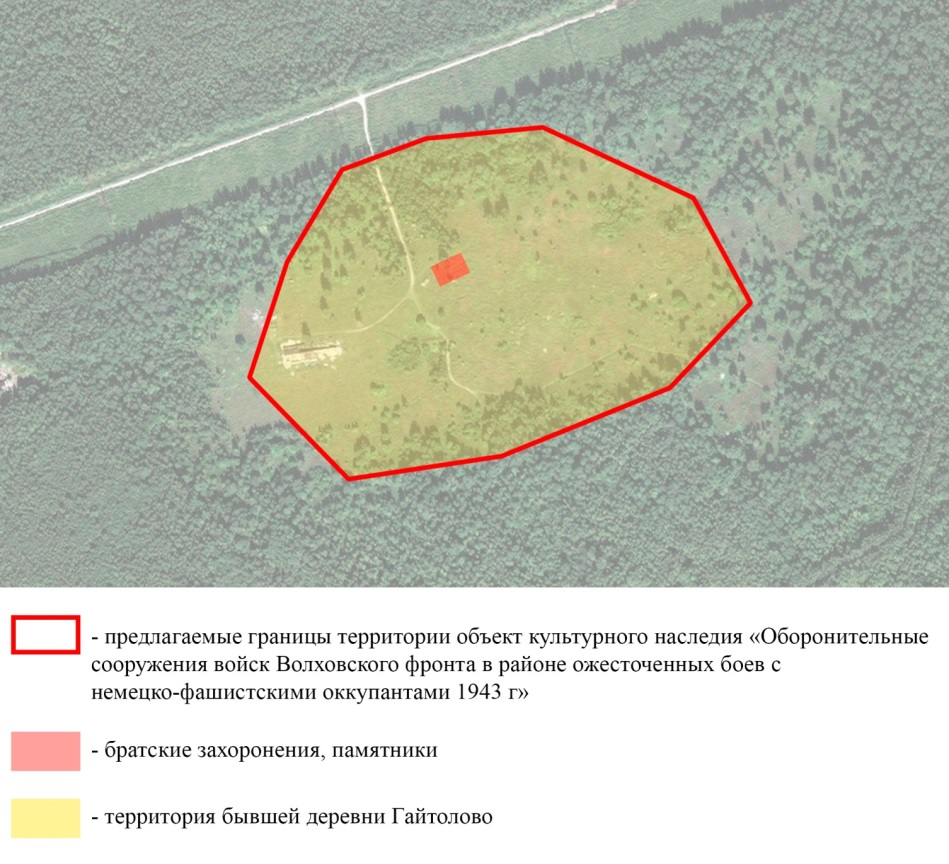 - предлагаемые границы территории объект культурного наследия «Оборонительные
сооружения войск Волховского фронта в районе ожесточенных боев с
немецко-фашистскими оккупантами 1943 г»
- братские захоронения, памятники
- территория бывшей деревни Гайтолово